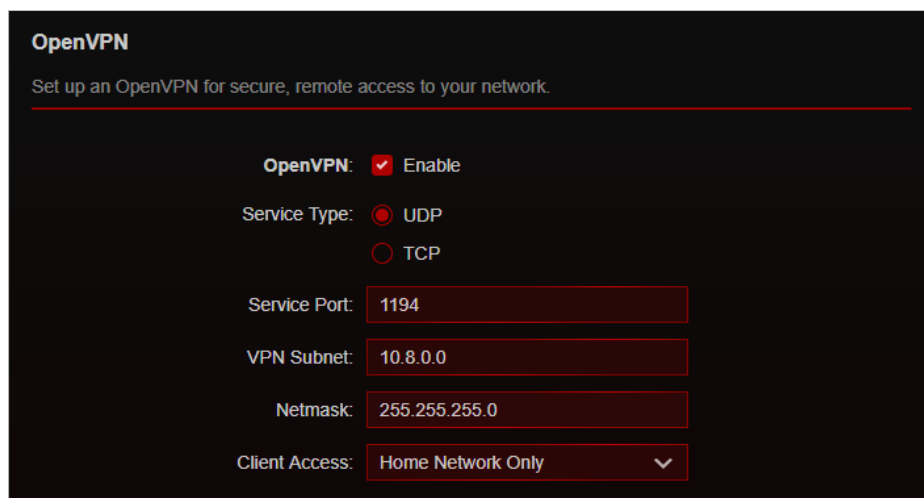 OpenVPN
Set up an OpenVPN for secure, remote access to your network.
OpenVPN: Enable
Service Type: UDP
TCP
Service Port: 1194
VPN Subnet: 10.8.0.0
Netmask: 255.255.255.0
Client Access: Home Network Only